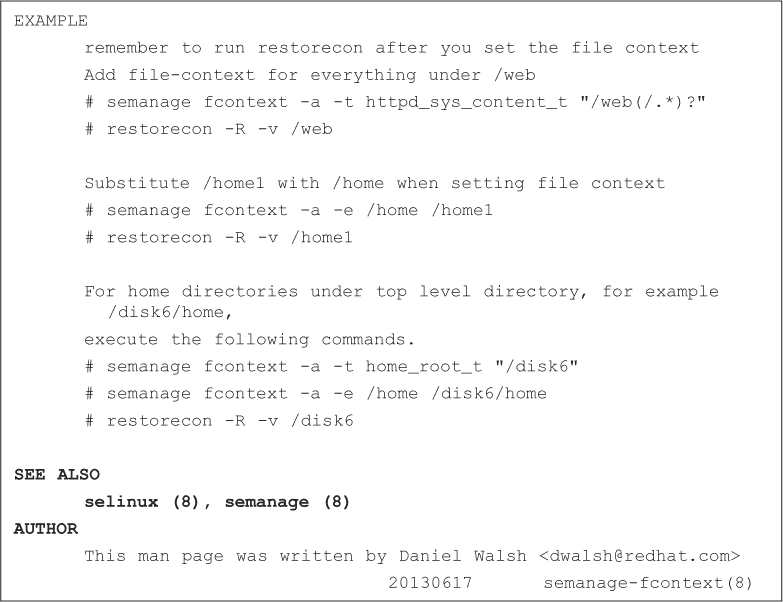 EXAMPLE
remember to run restorecon after you set the file context
Add file-context for everything under /web
# semanage fcontext -a -t httpd_sys_content_t "/web(/.*)?"
# restorecon -R -v /web
Substitute /home1 with /home when setting file context
# semanage fcontext -a -e /home /home1
# restorecon -R -v /home1
For home directories under top level directory, for example
/disk6/home,
execute the following commands.
# semanage fcontext -a -t home_root_t "/disk6"
# semanage fcontext -a -e /home /disk6/home
# restorecon -R -v /disk6
SEE ALSO
selinux (8), semanage (8)
AUTHOR
This man page was written by Daniel Walsh <dwalsh@redhat.com>
20130617 semanage-fcontext(8)